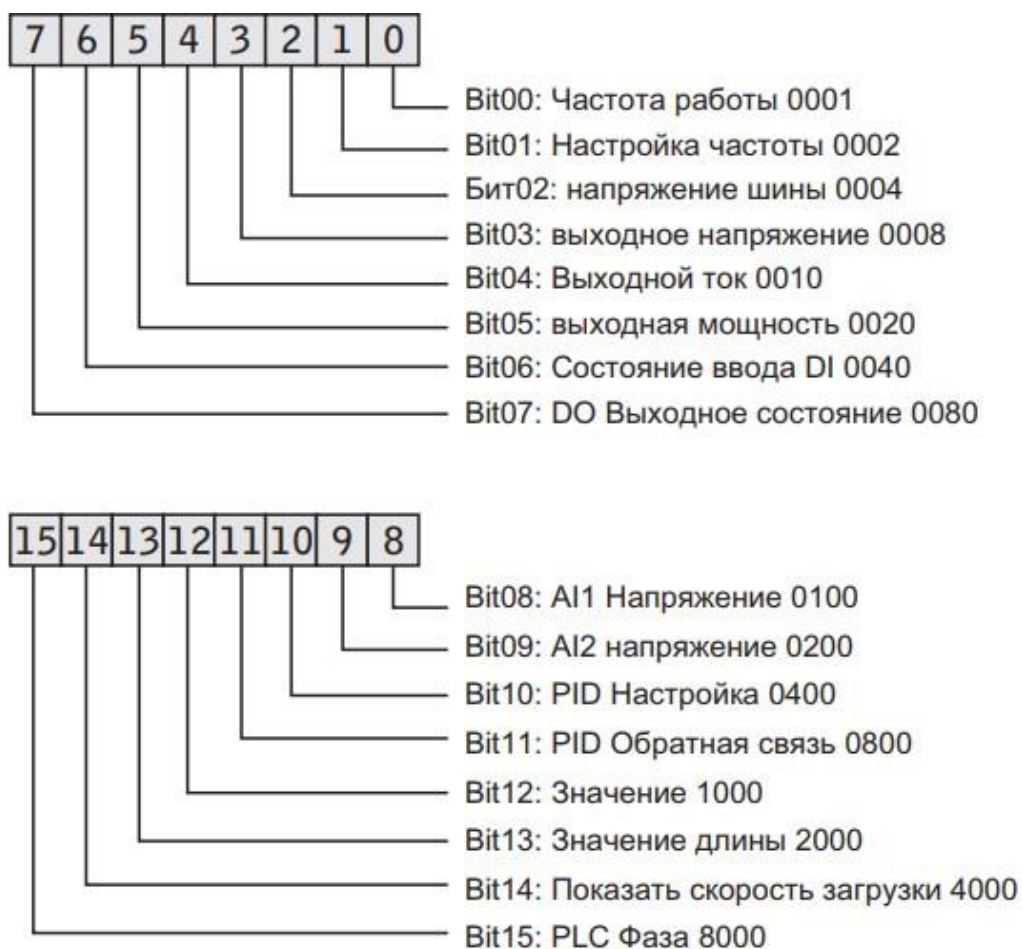 7 6 5 4 3 2 1 0
Bit00: Частота работы 0001
Bit01: Настройка частоты 0002
Бит02: напряжение шины 0004
Bit03: выходное напряжение 0008
Bit04: Выходной ток 0010
Bit05: выходная мощность 0020
Bit06: Состояние ввода DI 0040
Bit07: DO Выходное состояние 0080
15 14 13 12 11 10 9 8
Bit08: AI1 Напряжение 0100
Bit09: AI2 напряжение 0200
Bit10: PID Настройка 0400
Bit11: PID Обратная связь 0800
Bit12: Значение 1000
Bit13: Значение длины 2000
Bit14: Показать скорость загрузки 4000
Bit15: PLC Фаза 8000